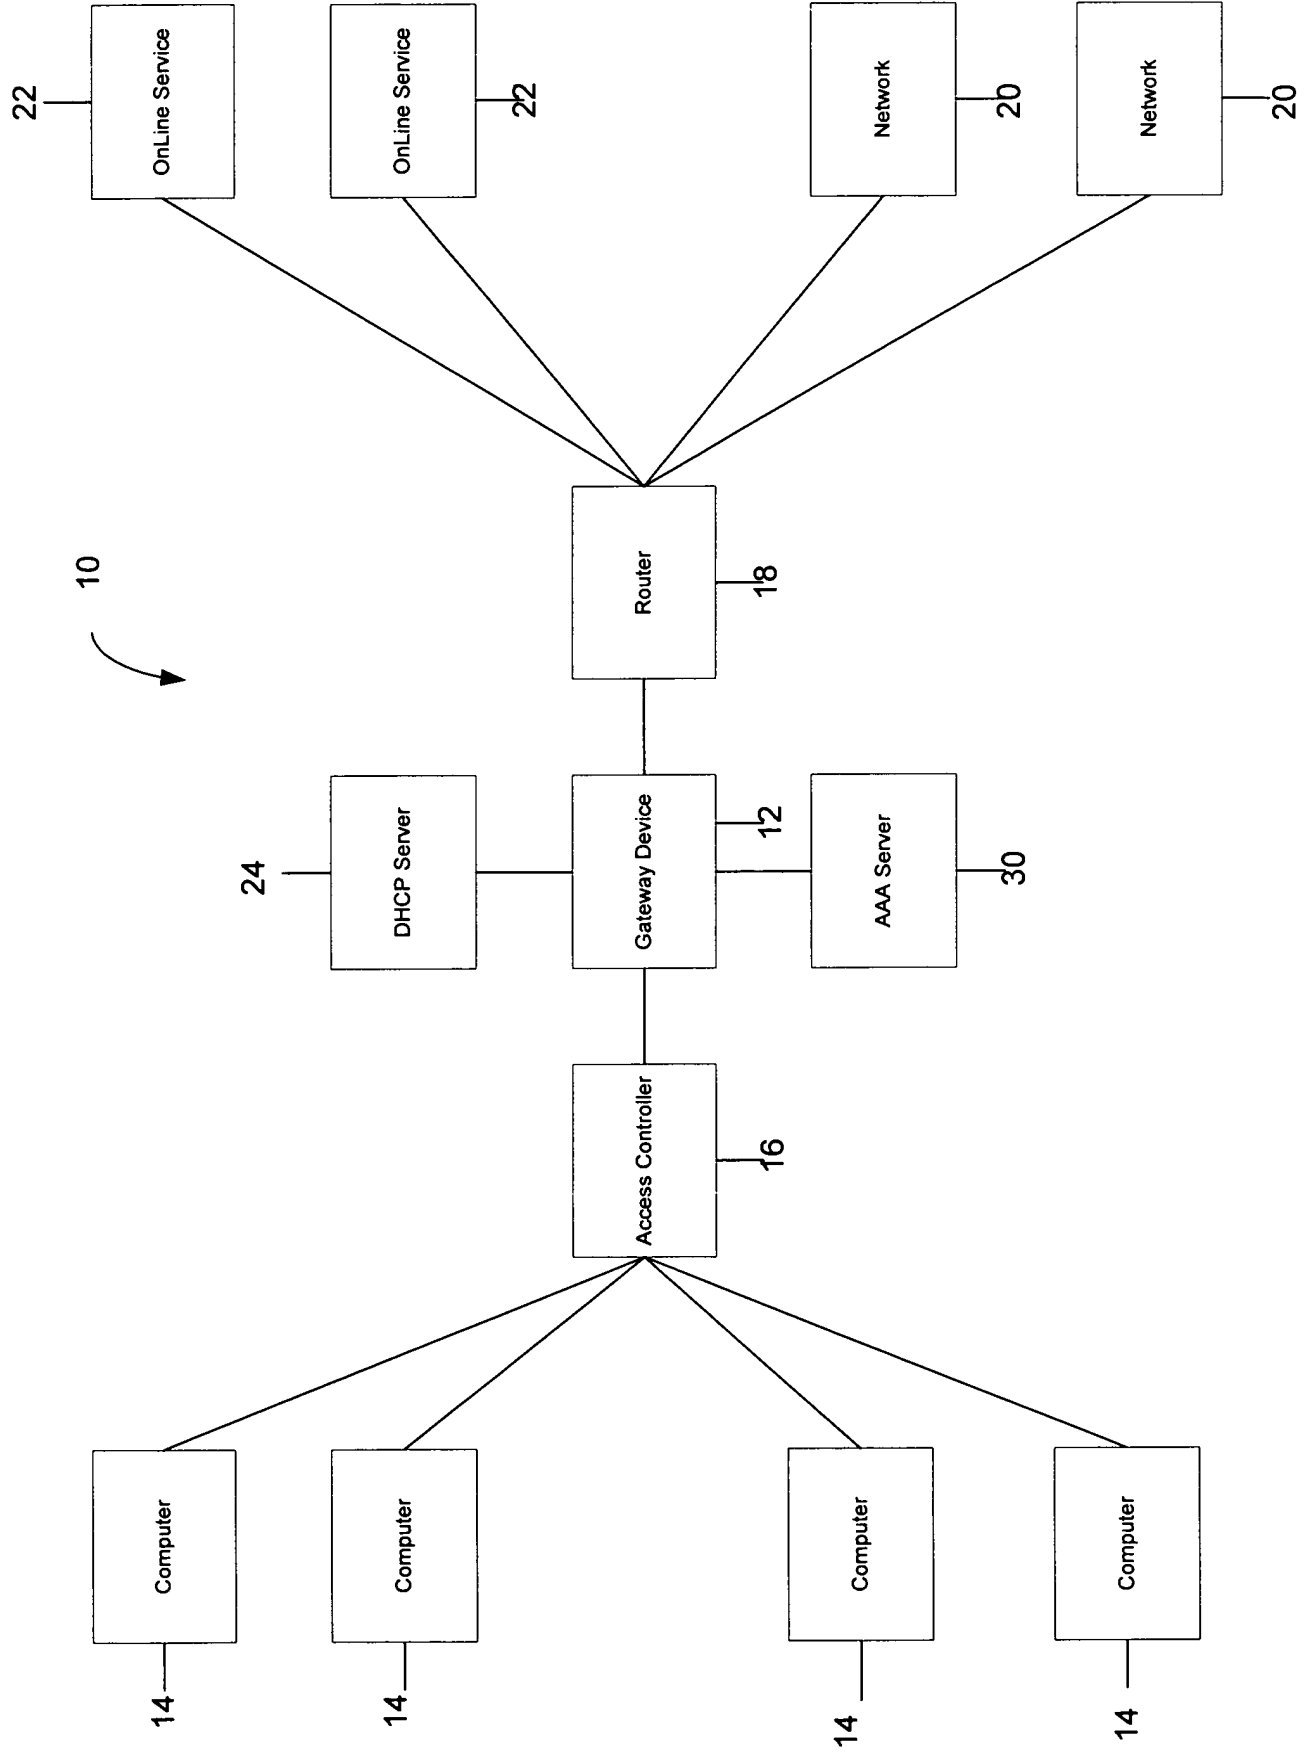 10
14
Computer
14
Computer
14
Computer
14
Computer
Access Controller
16
24
DHCP Server
Gateway Device
12
AAA Server
30
Router
18
22
OnLine Service
OnLine Service
22
Network
20
Network
20